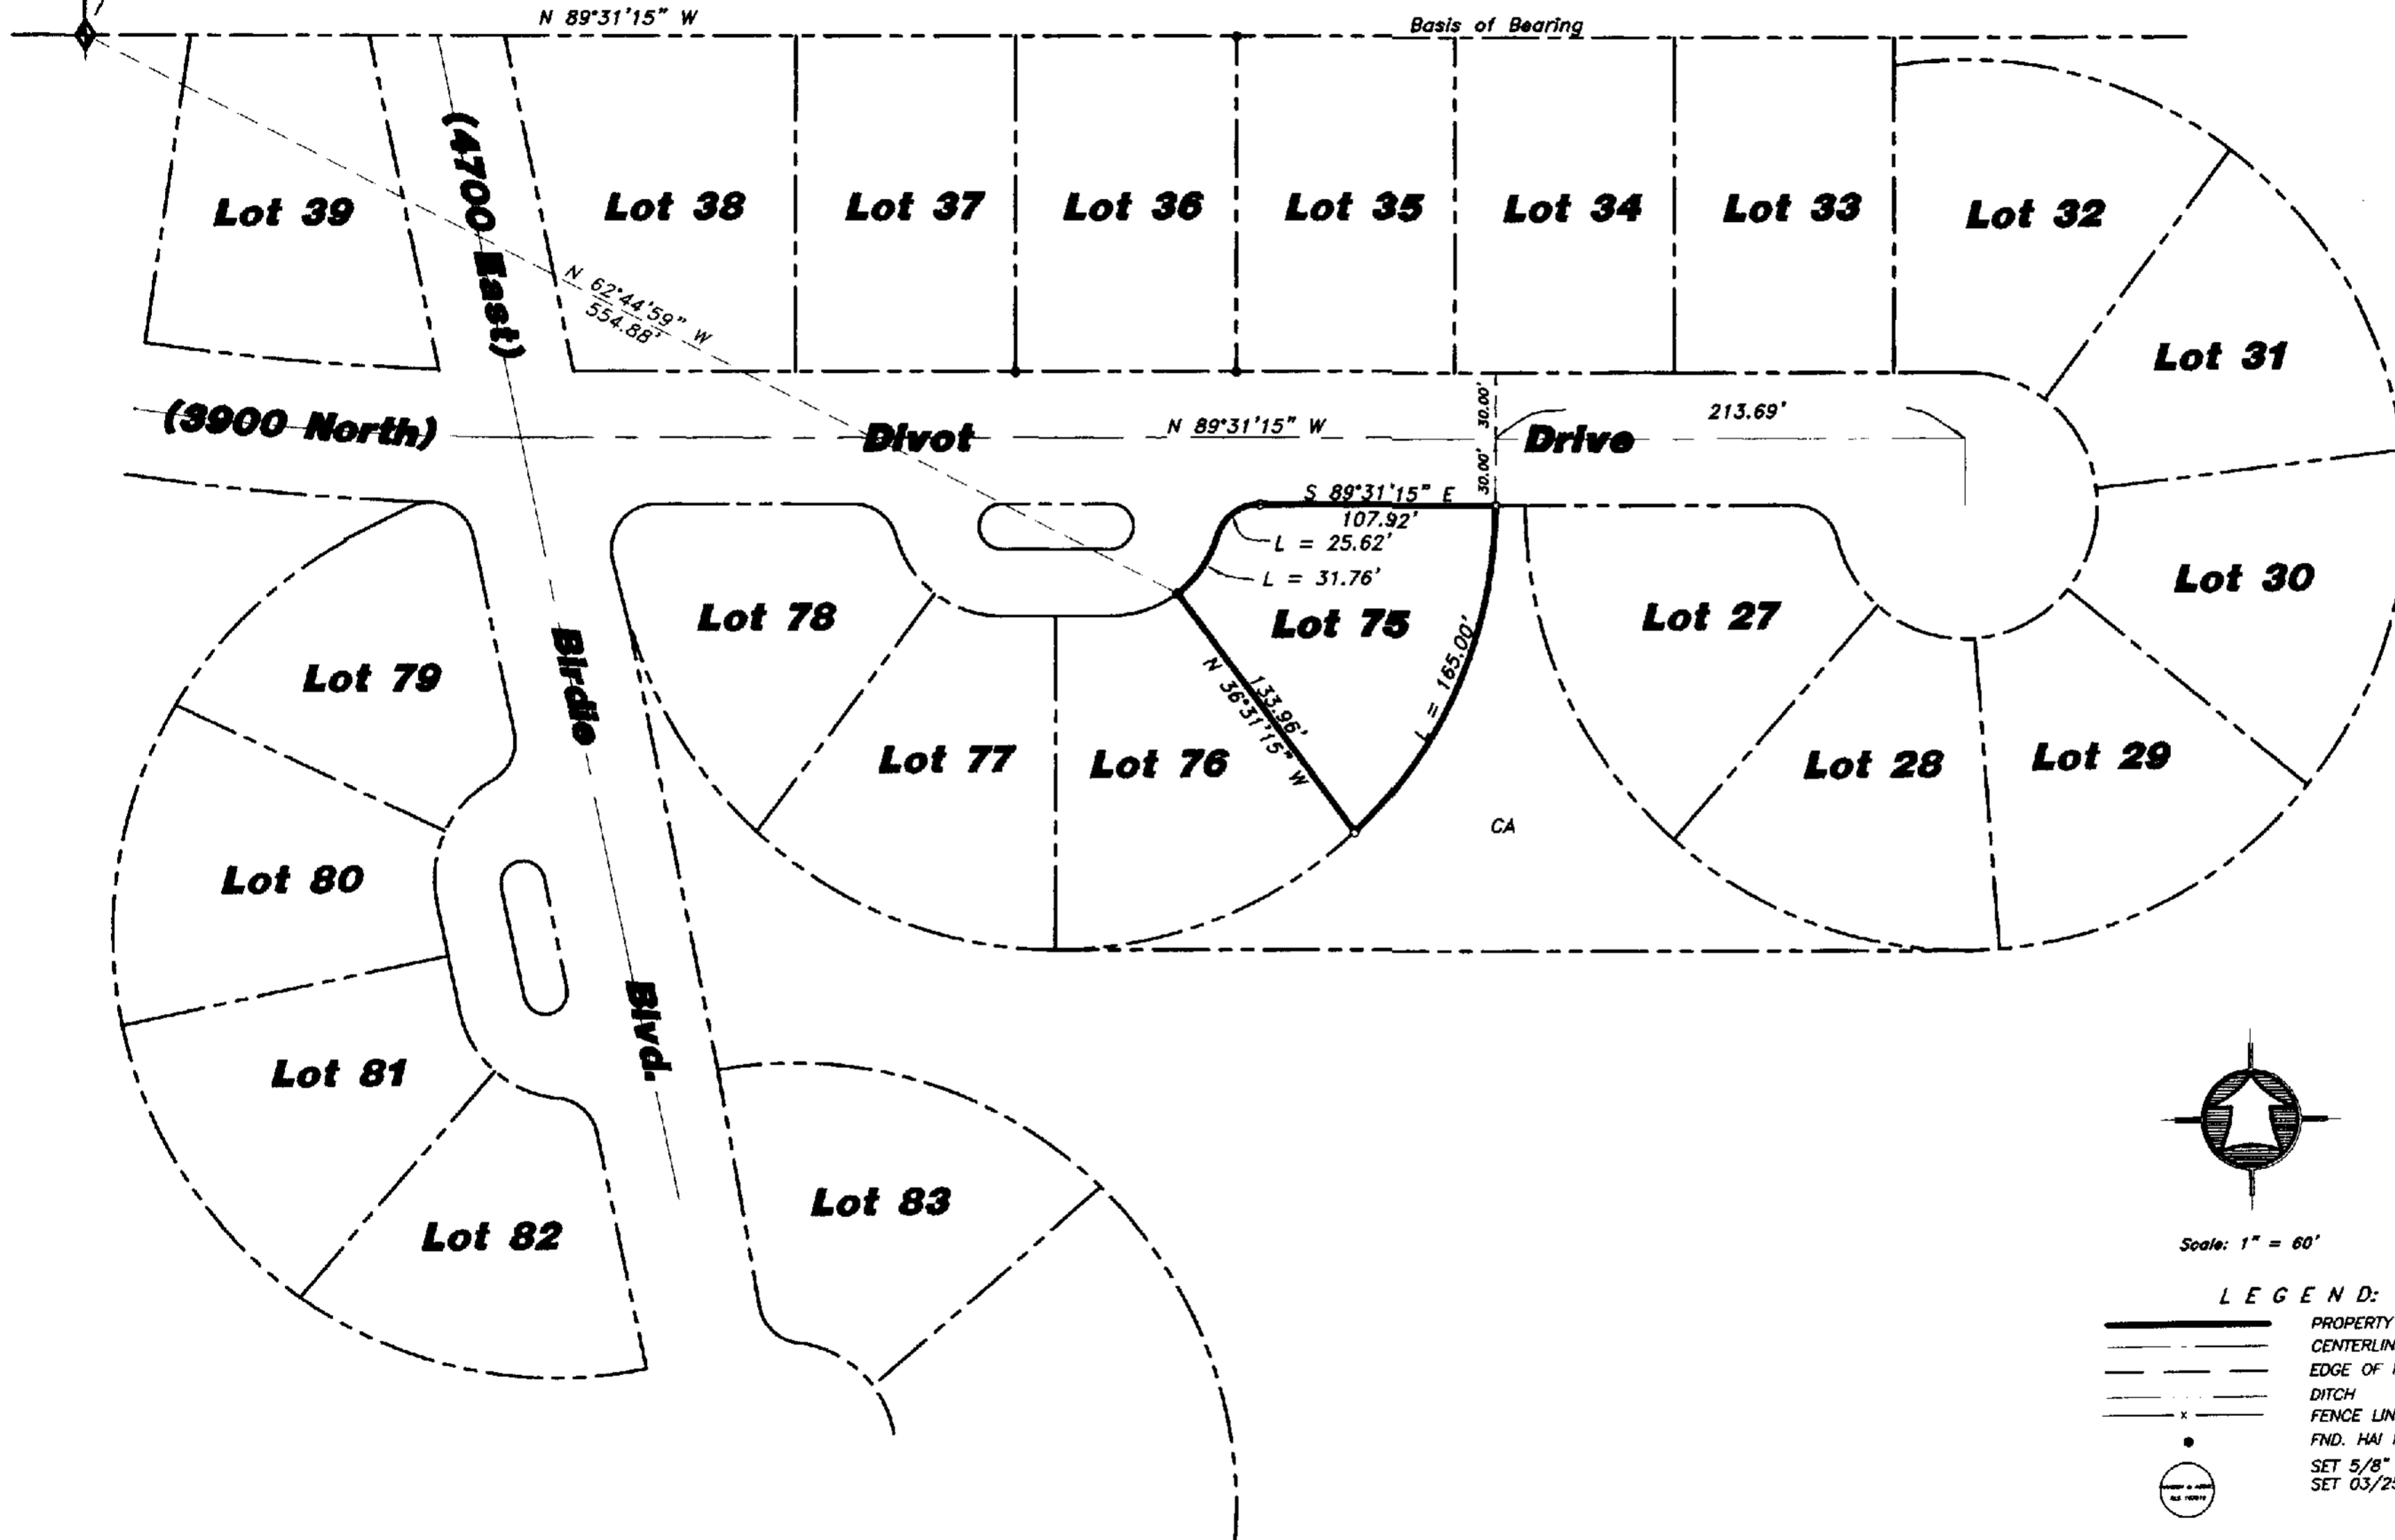 N 89°31'15" W
Basis of Bearing
(4700 East)
Lot 39
Lot 38
Lot 37
Lot 36
Lot 35
Lot 34
Lot 33
Lot 32
N 62°44'59" W
554.88'
Lot 31
(3900 North)
Divot
N 89°31'15" W
30.00'
30.00'
Drive
213.69'
S 89°31'15" E
107.92'
L = 25.62'
L = 31.76'
Lot 78
Lot 75
Lot 27
Lot 30
Lot 79
Birdie
133.96'
N 36°31'15" W
L = 165.00'
Lot 77
Lot 76
Lot 28
Lot 29
CA
Lot 80
Blvd.
Lot 81
Lot 83
Lot 82
Scale: 1" = 60'
LEGEND:
PROPERTY
CENTERLIN
EDGE OF
DITCH
x
FENCE LIN
FND. HAI
SET 5/8"
SET 03/25